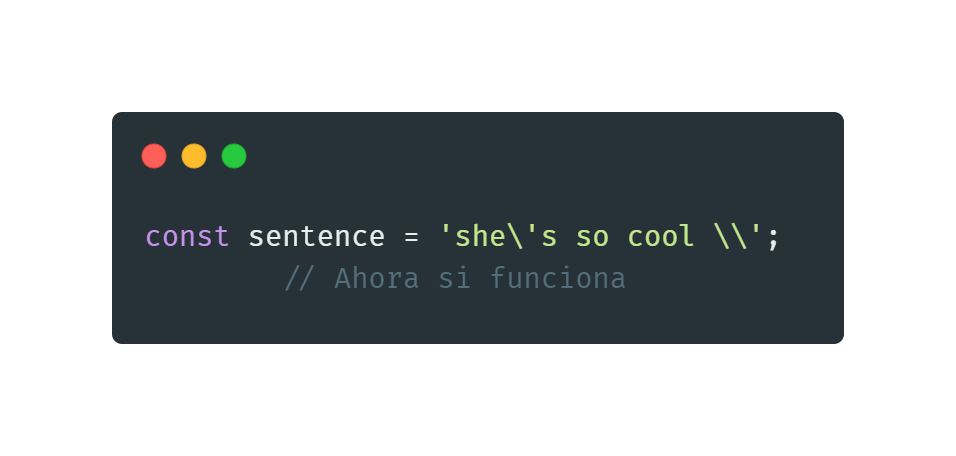 const sentence = 'she\'s so cool \\';
// Ahora si funciona